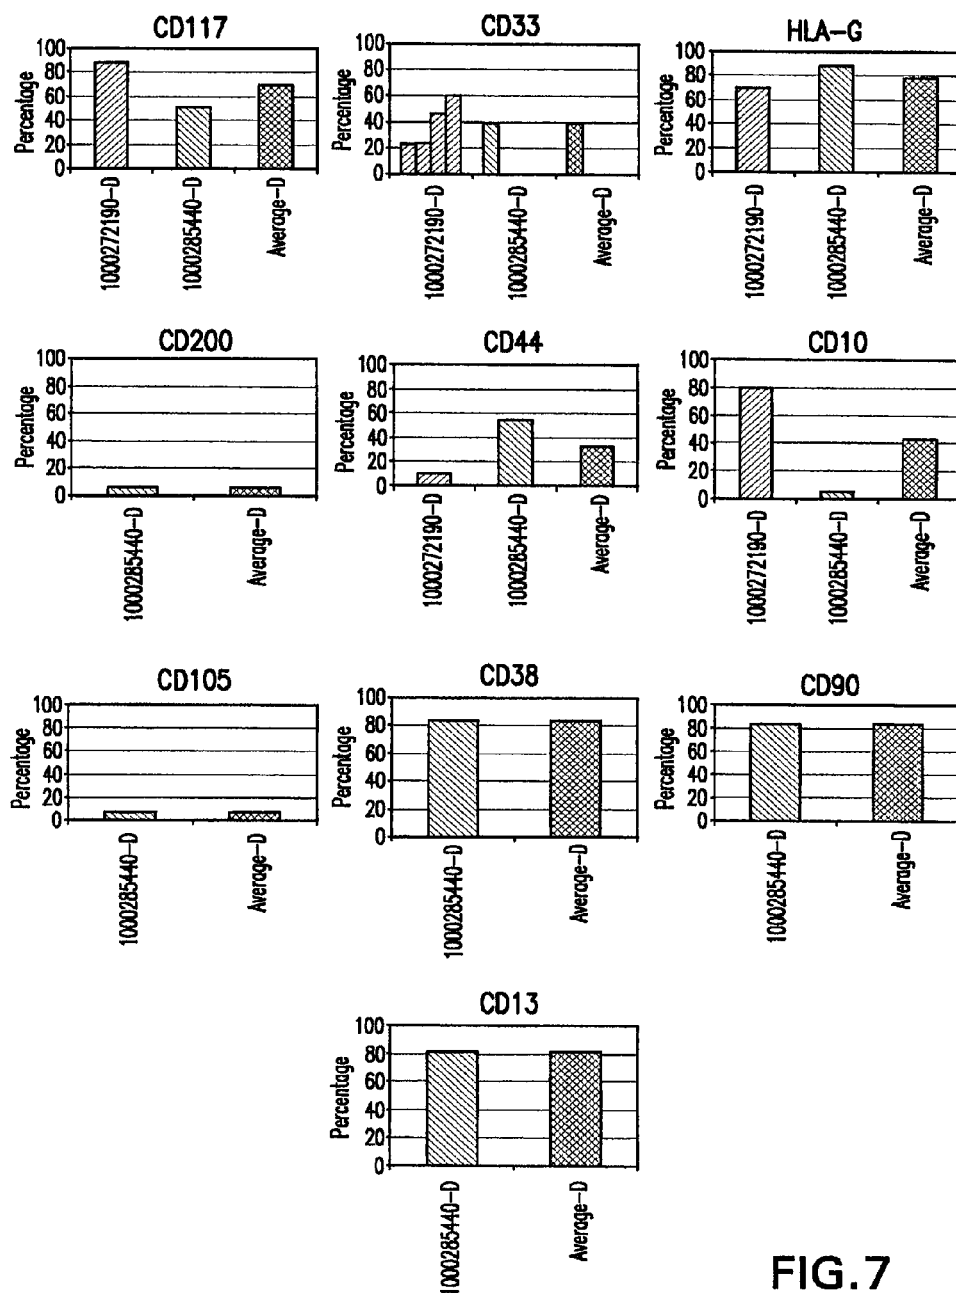 CD117
Percentage
100
80
60
40
20
0
1000272190-D
1000285440-D
Average-D
CD33
Percentage
100
80
60
40
20
0
1000272190-D
1000285440-D
Average-D
HLA-G
Percentage
100
80
60
40
20
0
1000272190-D
1000285440-D
Average-D
CD200
Percentage
100
80
60
40
20
0
1000285440-D
Average-D
CD44
Percentage
100
80
60
40
20
0
1000272190-D
1000285440-D
Average-D
CD10
Percentage
100
80
60
40
20
0
1000272190-D
1000285440-D
Average-D
CD105
Percentage
100
80
60
40
20
0
1000285440-D
Average-D
CD38
Percentage
100
80
60
40
20
0
1000285440-D
Average-D
CD90
Percentage
100
80
60
40
20
0
1000285440-D
Average-D
CD13
Percentage
100
80
60
40
20
0
1000285440-D
Average-D
FIG.7